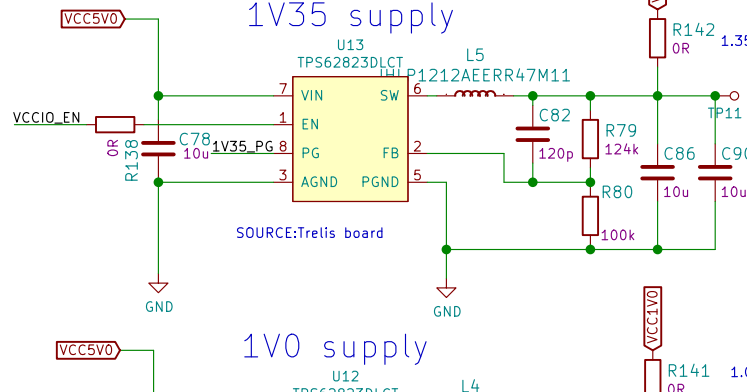 1V35 supply
VCC5V0
R142
0R
1.35
U13
TPS62823DLCT
L5
IHLP1212AEERR47M11
7 VIN
SW 6
TP11
VCCIO_EN
1 EN
C82
120p
R79
124k
0R
R138
C78
10u
1V35_PG 8 PG
FB 2
C86
10u
C90
10u
3 AGND
PGND 5
R80
100k
SOURCE:Trelis board
GND
GND
VCC1V0
1V0 supply
VCC5V0
U12
TPS62823DLCT
L4
R141
0R
1.0